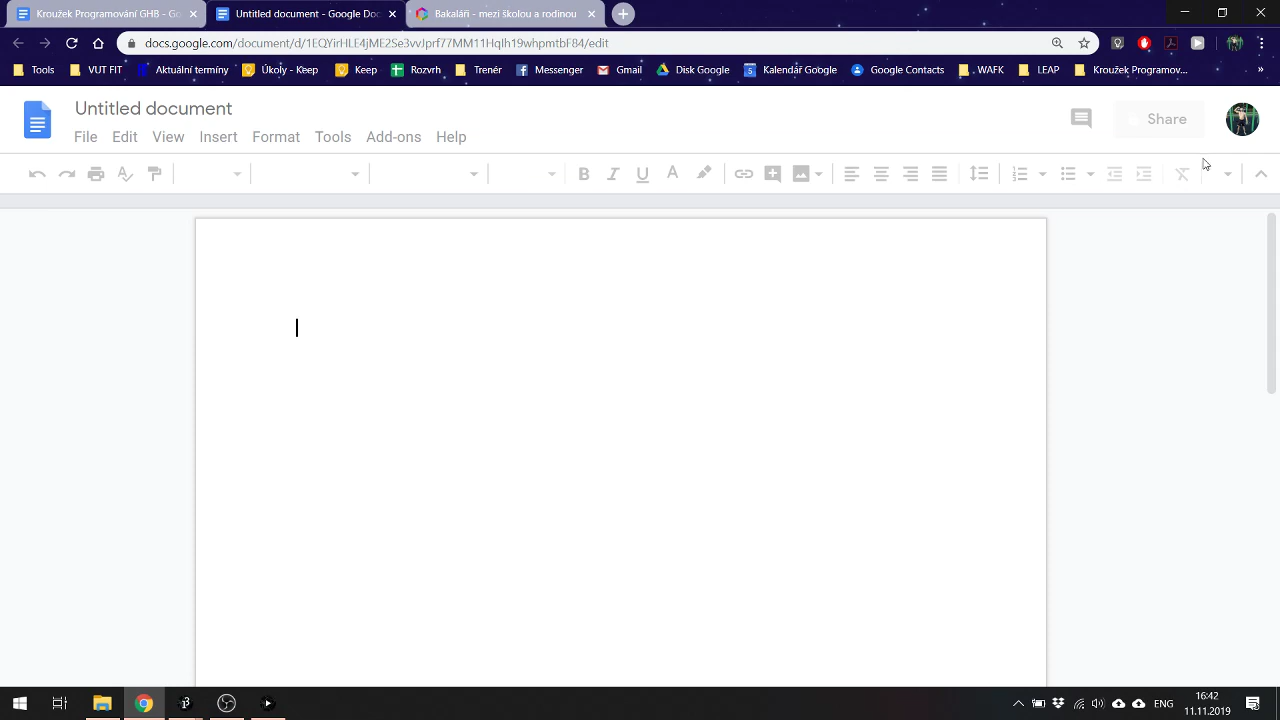 Kroužek Programování GHB - Go
Untitled document - Google Doc
Bakaláři - mezi školou a rodinou
docs.google.com/document/d/1EQYirHLE4jME2Se3vvJprf77MM11Hqlh19whpmtbF84/edit
Tools
VUT FIT
Aktuální termíny
Úkoly - Keep
Keep
Rozvrh
Trenér
Messenger
Gmail
Disk Google
Kalendář Google
Google Contacts
WAFK
LEAP
Kroužek Programov...
»
Untitled document
File Edit View Insert Format Tools Add-ons Help
Share
B I U A
ENG
16:42
11.11.2019